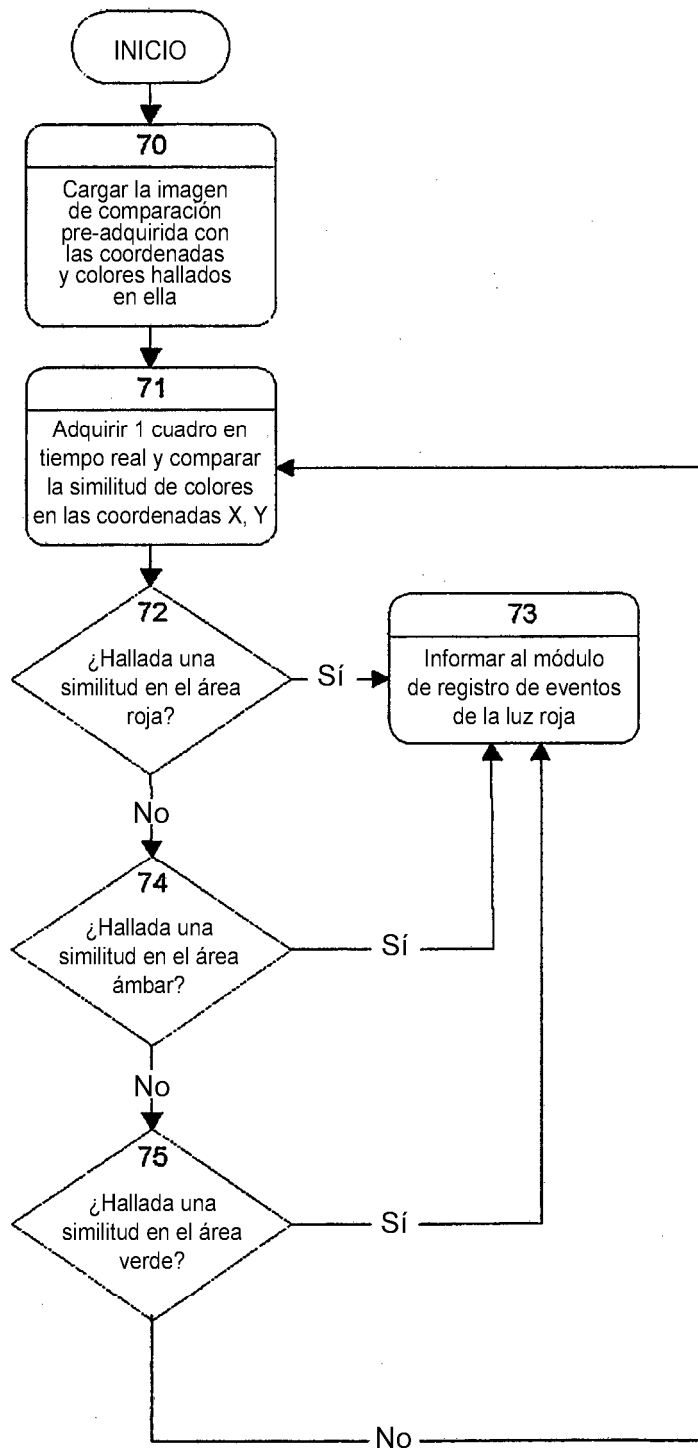 INICIO
70
Cargar la imagen
de comparación
pre-adquirida con
las coordenadas
y colores hallados
en ella
71
Adquirir 1 cuadro en
tiempo real y comparar
la similitud de colores
en las coordenadas X, Y
72
¿Hallada una
similitud en el área
roja?
Sí
73
Informar al módulo
de registro de eventos
de la luz roja
No
74
¿Hallada una
similitud en el área
ámbar?
Sí
No
75
¿Hallada una
similitud en el área
verde?
Sí
No